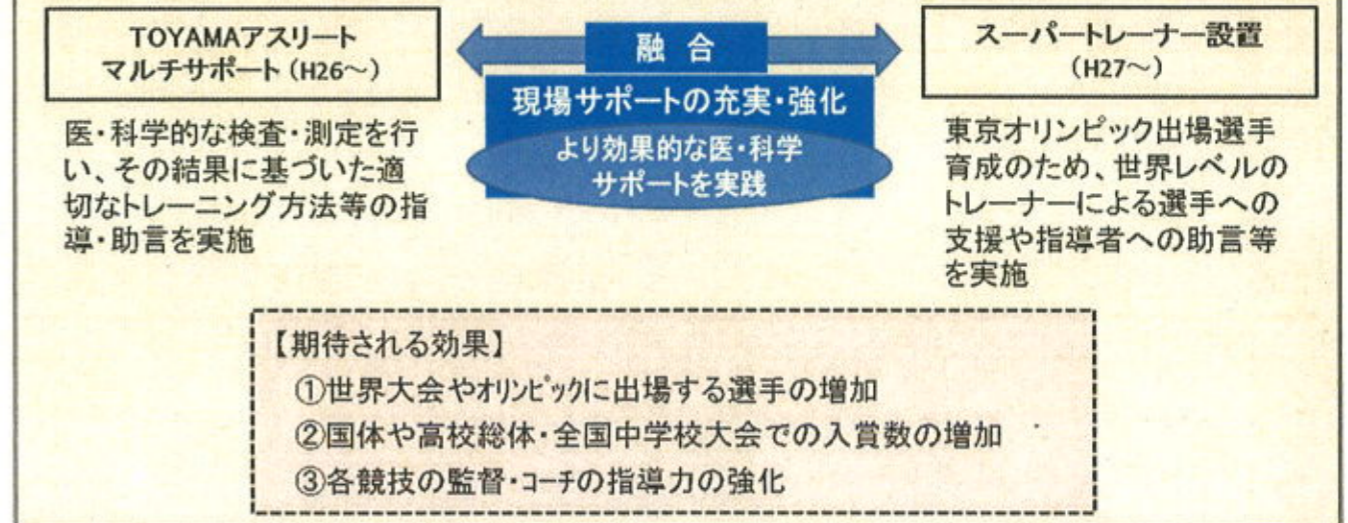 TOYAMAアスリート
マルチサポート(H26~)
医・科学的な検査・測定を行
い、その結果に基づいた適
切なトレーニング方法等の指
導・助言を実施
融 合
現場サポートの充実・強化
より効果的な医・科学
サポートを実践
スーパートレーナー設置
(H27~)
東京オリンピック出場選手
育成のため、世界レベルの
トレーナーによる選手への
支援や指導者への助言等
を実施
【期待される効果】
①世界大会やオリンピックに出場する選手の増加
②国体や高校総体・全国中学校大会での入賞数の増加
③各競技の監督・コーチの指導力の強化